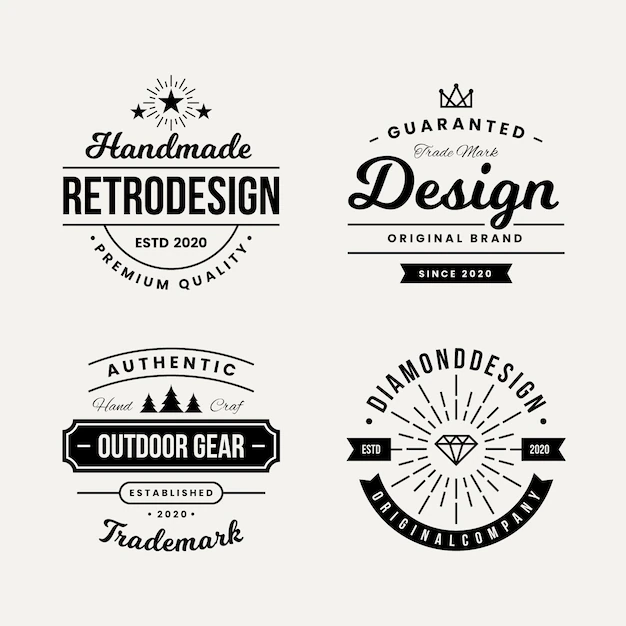 Handmade
RETRODESIGN
ESTD 2020
• PREMIUM QUALITY •
– GUARANTED –
Trade Mark
Design
ORIGINAL BRAND
SINCE 2020
AUTHENTIC
Hand Craf
– OUTDOOR GEAR –
ESTABLISHED
• 2020 •
Trademark
• DIAMONDDESIGN •
ESTD 2020
ORIGINALCOMPANY